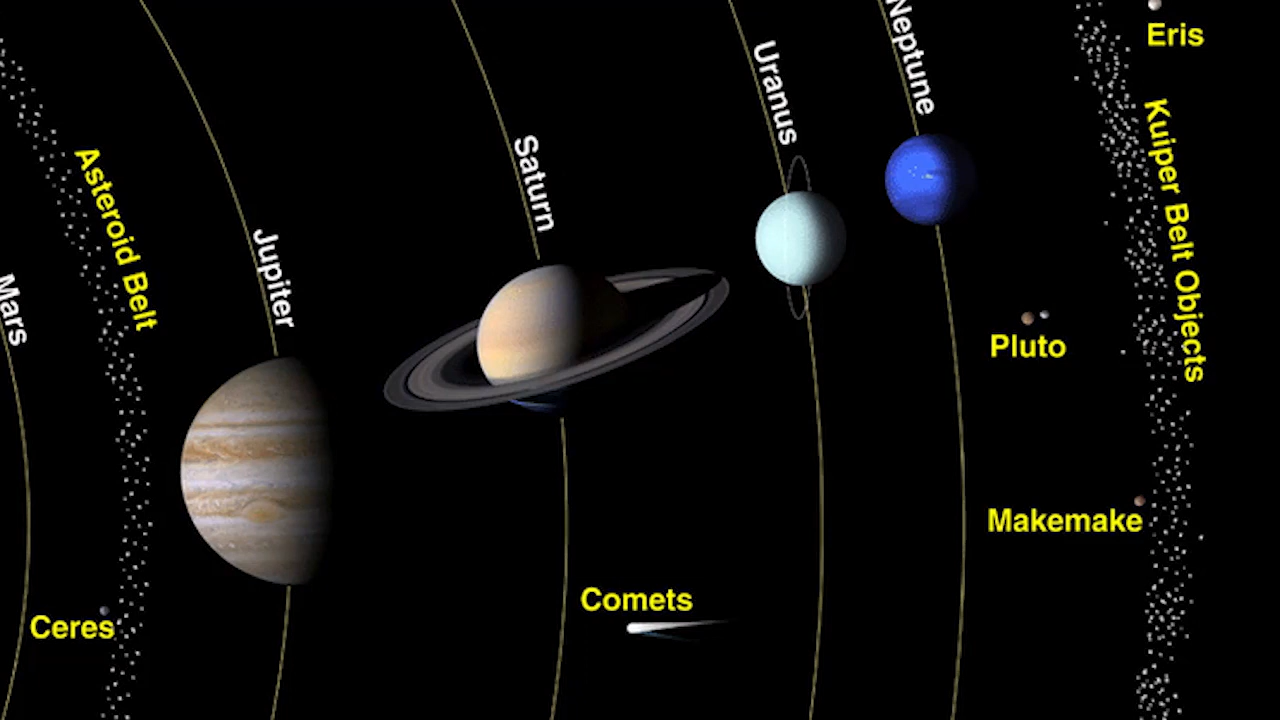 Mars
Asteroid Belt
Ceres
Jupiter
Saturn
Comets
Uranus
Neptune
Pluto
Makemake
Eris
Kuiper Belt Objects